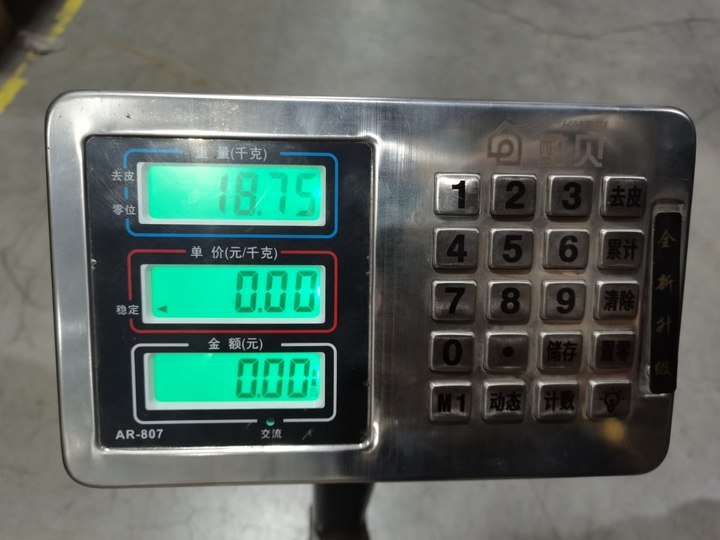 重量(千克)
去皮
零位
18.75
单价(元/千克)
稳定
0.00
金额(元)
0.00
AR-807
交流
贝
1 2 3 去皮
4 5 6 累计
7 8 9 清除
0 • 储存 置零
M1 动态 计数
全新升级